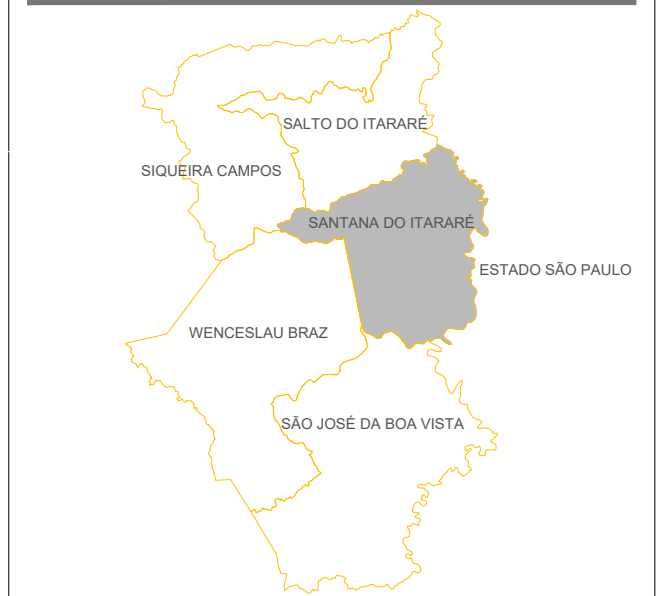 SALTO DO ITARARÉ
SIQUEIRA CAMPOS
SANTANA DO ITARARÉ
ESTADO SÃO PAULO
WENCESLAU BRAZ
SÃO JOSÉ DA BOA VISTA